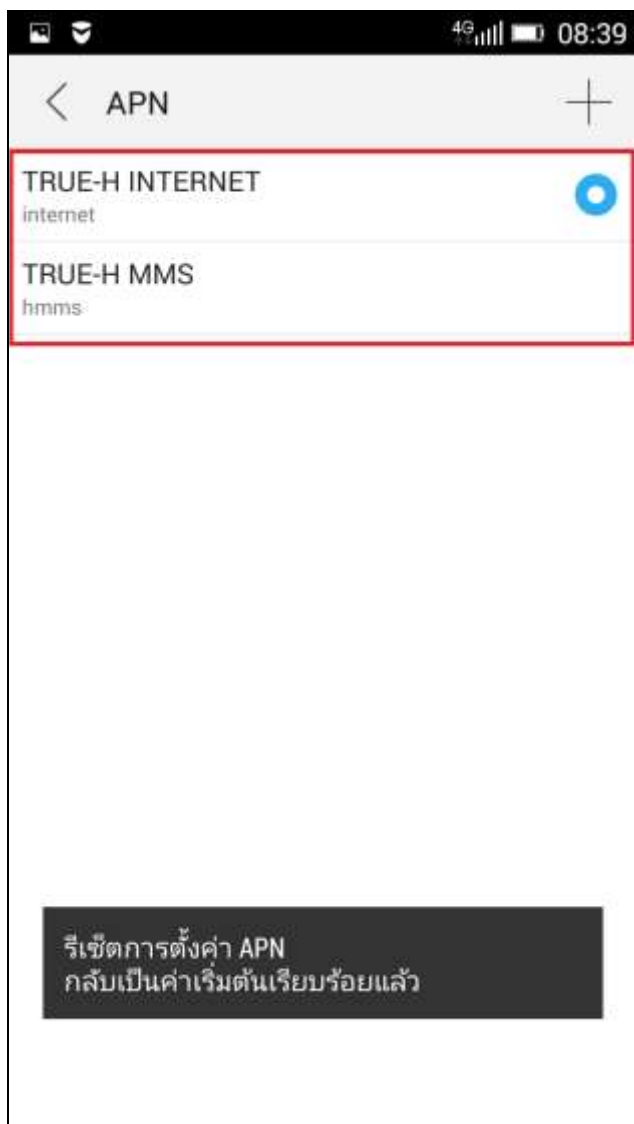 4G 08:39
APN
TRUE-H INTERNET
internet
TRUE-H MMS
hmms
รีเซ็ตการตั้งค่า APN
กลับเป็นค่าเริ่มต้นเรียบร้อยแล้ว